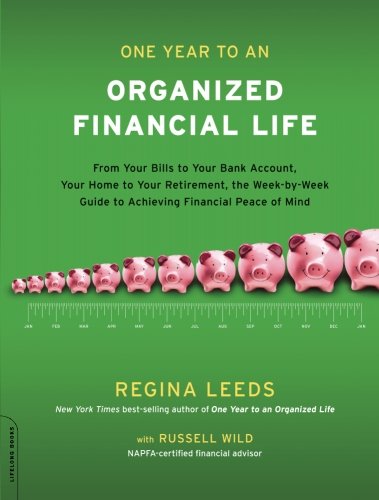 ONE YEAR TO AN
ORGANIZED
FINANCIAL LIFE
From Your Bills to Your Bank Account,
Your Home to Your Retirement, the Week-by-Week
Guide to Achieving Financial Peace of Mind
JAN FEB MAR APR MAY JUN JUL AUG SEP OCT NOV DEC JAN
REGINA LEEDS
New York Times best-selling author of One Year to an Organized Life
with RUSSELL WILD
NAPFA-certified financial advisor
LIFELONG BOOKS